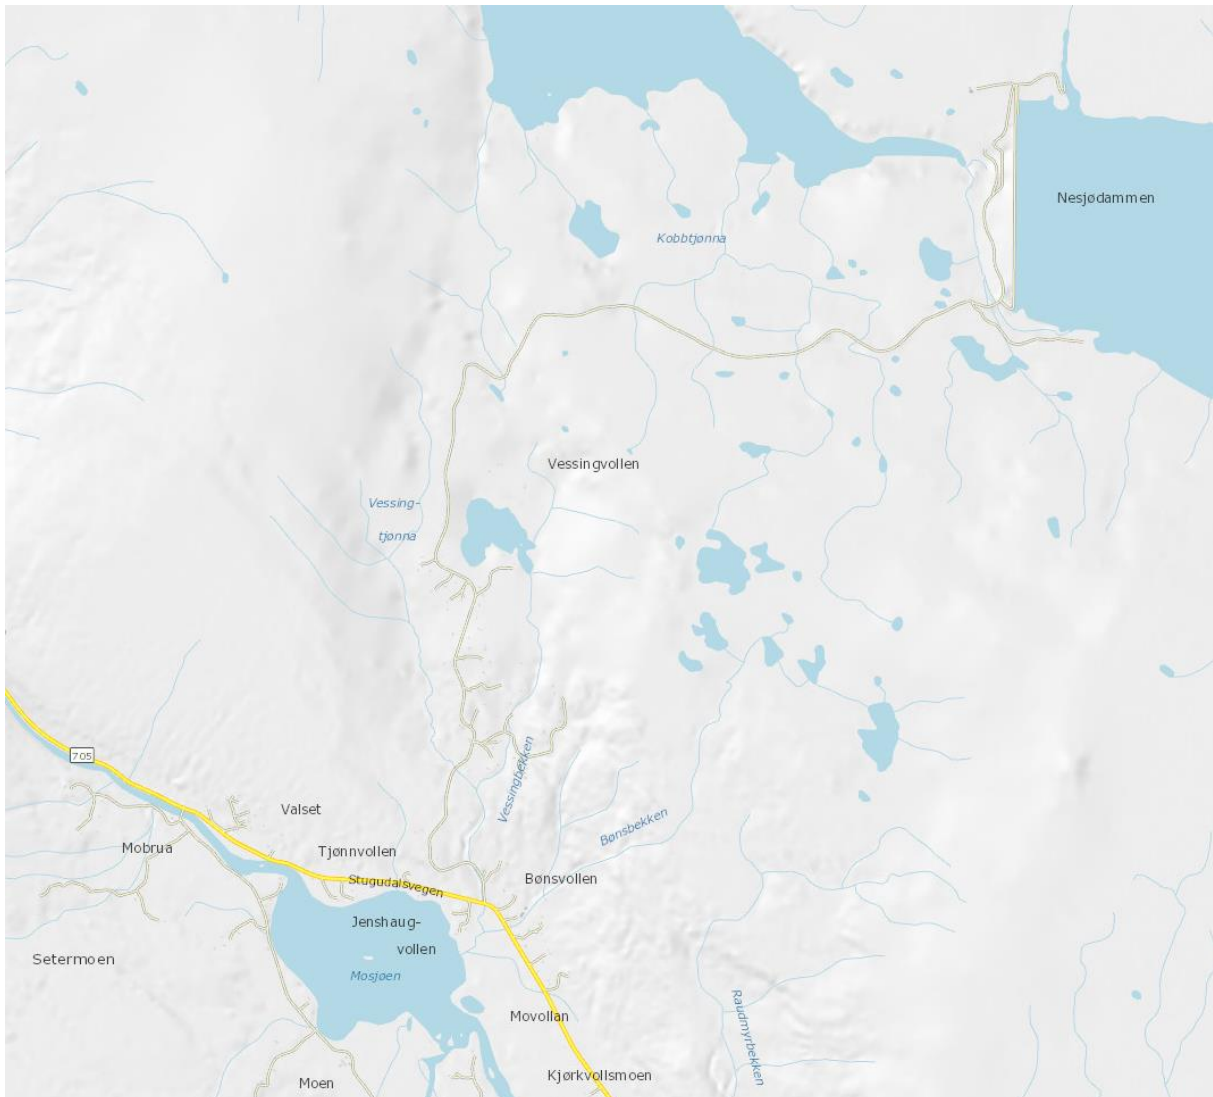 Nesjødammen
Kobbtjønna
Vessingvollen
Vessing-
tjønna
705
Vessingbekken
Valset
Bønsbekken
Mobrua
Tjønnvollen
Stugudalsvegen
Bønsvollen
Jenshaug-
vollen
Setermoen
Mosjøen
Movollan
Raudmyrbekken
Moen
Kjørkvollsmoen